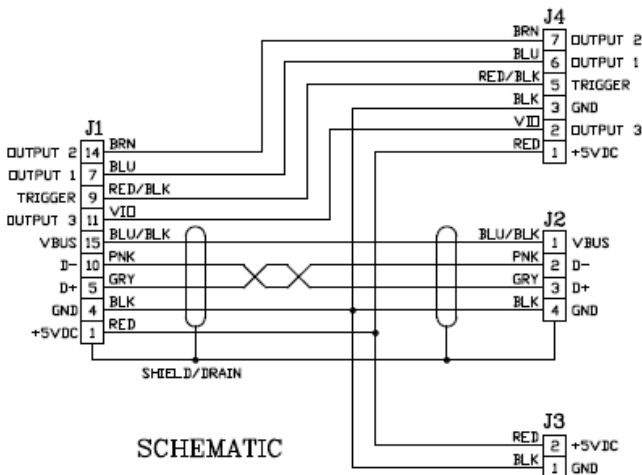 J4
BRN 7 OUTPUT 2
BLU 6 OUTPUT 1
RED/BLK 5 TRIGGER
BLK 3 GND
VIO 2 OUTPUT 3
RED 1 +5VDC
J1
OUTPUT 2 14 BRN
OUTPUT 1 7 BLU
TRIGGER 9 RED/BLK
OUTPUT 3 11 VIO
VBUS 15 BLU/BLK
D- 10 PNK
D+ 5 GRY
GND 4 BLK
+5VDC 1 RED
SHIELD/DRAIN
J2
BLU/BLK 1 VBUS
PNK 2 D-
GRY 3 D+
BLK 4 GND
J3
RED 2 +5VDC
BLK 1 GND
SCHEMATIC